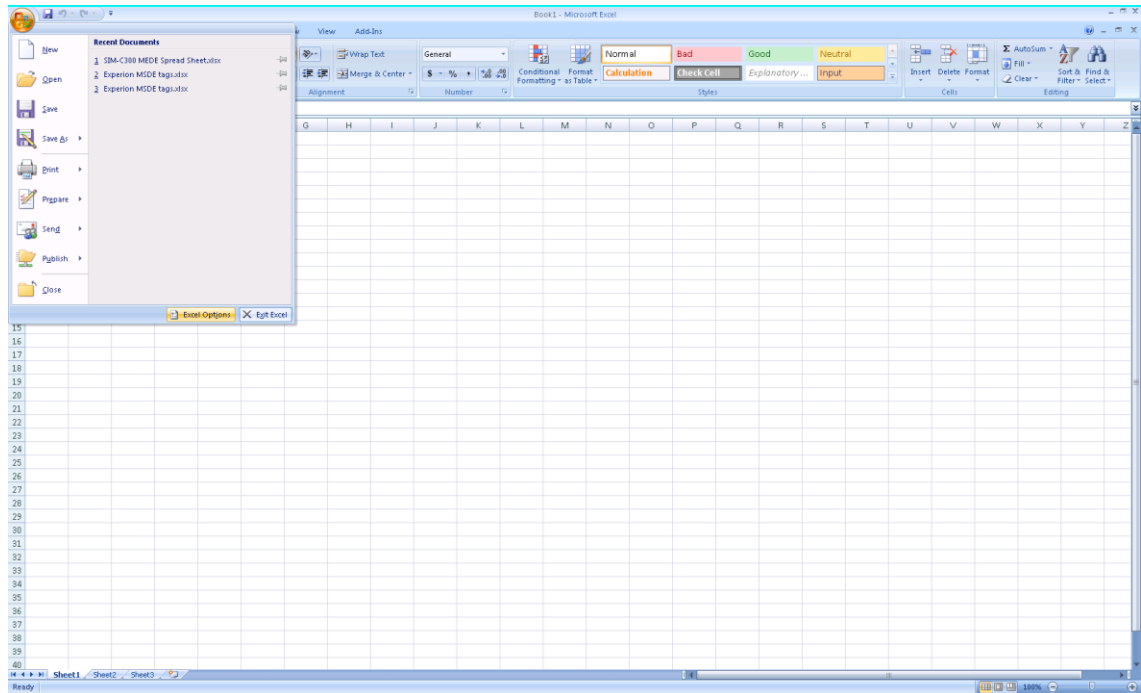 Book1 - Microsoft Excel
View Add-Ins
New
Open
Save
Save As
Print
Prepare
Send
Publish
Close
Recent Documents
1 SIM-C300 MEDE Spread Sheet.xlsx
2 Experion MSDE tags.xlsx
3 Experion MSDE tags.xlsx
Excel Options Exit Excel
Wrap Text
Merge & Center
Alignment
General
$ % ,
Number
Conditional Formatting
Format as Table
Normal Bad Good Neutral
Calculation Check Cell Explanatory ... Input
Styles
Insert Delete Format
Cells
Σ AutoSum
Fill
Clear
Sort & Filter
Find & Select
Editing
G H I J K L M N O P Q R S T U V W X Y Z
15
16
17
18
19
20
21
22
23
24
25
26
27
28
29
30
31
32
33
34
35
36
37
38
39
40
Sheet1 Sheet2 Sheet3
Ready
100%